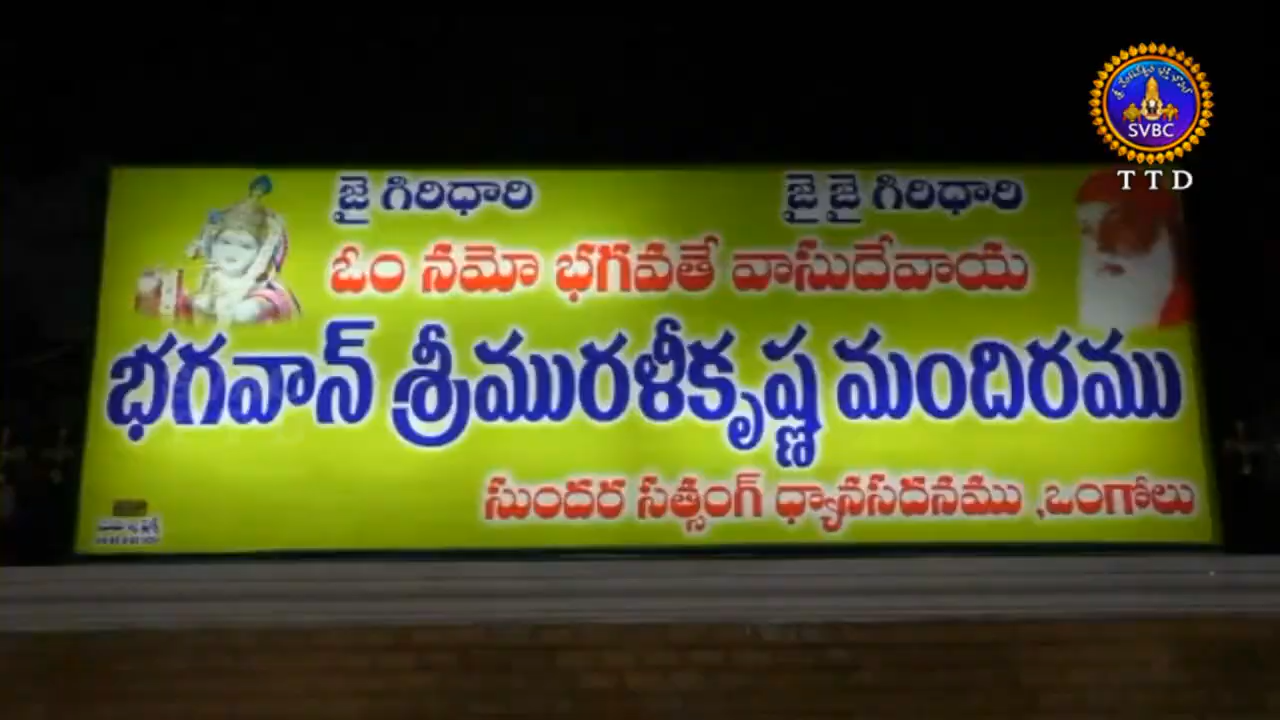 జై గిరిధారి జై జై గిరిధారి
ఓం నమో భగవతే వాసుదేవాయ
భగవాన్ శ్రీమురళీకృష్ణ మందిరము
సుందర సత్సంగ్ ధ్యానసదనము ,ఒంగోలు
SVBC
TTD